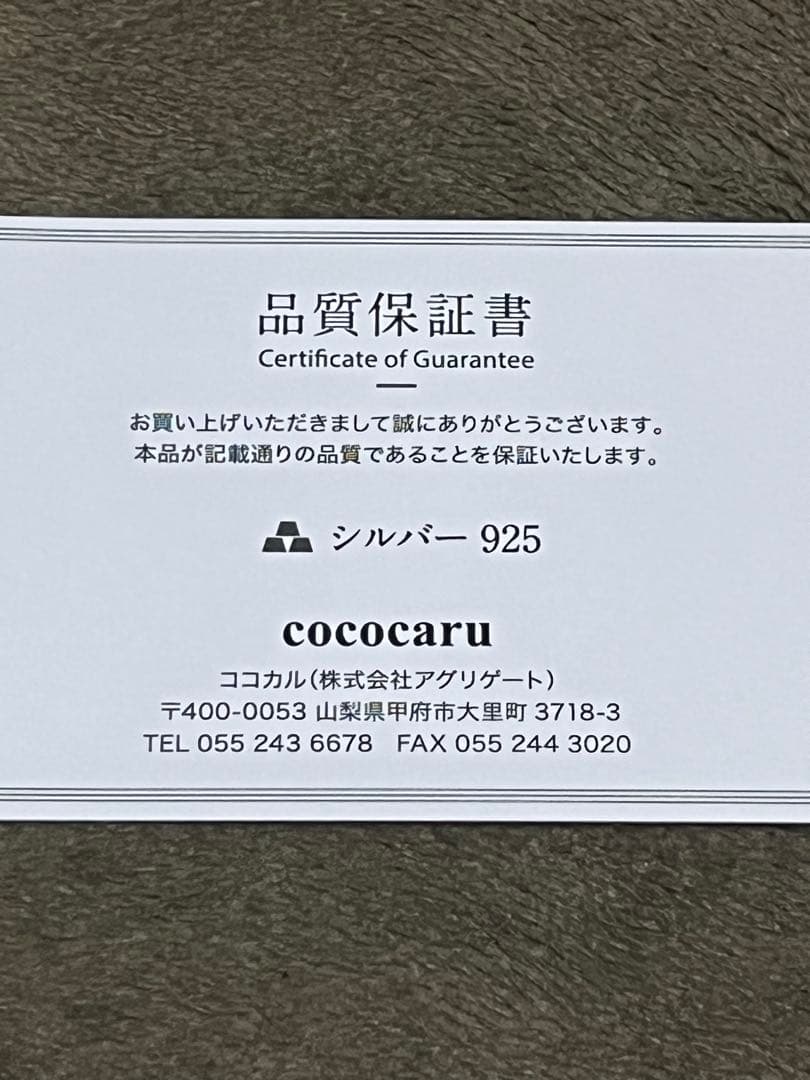 品質保証書
Certificate of Guarantee
お買い上げいただきまして誠にありがとうございます。
本品が記載通りの品質であることを保証いたします。
シルバー 925
cococaru
ココカル(株式会社アグリゲート)
〒400-0053 山梨県甲府市大里町 3718-3
TEL 055 243 6678 FAX 055 244 3020